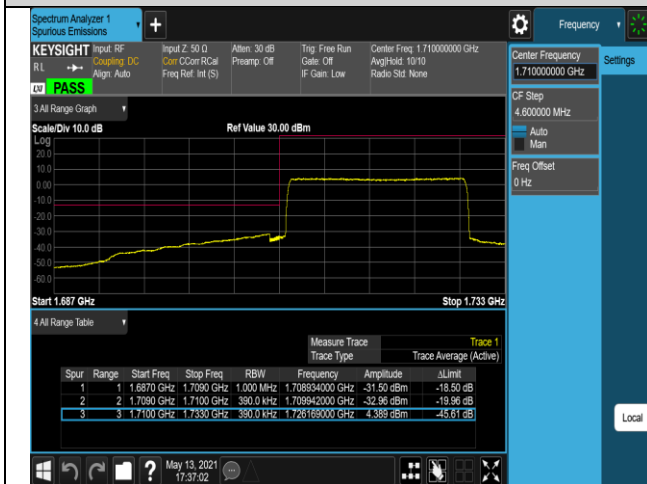 Spectrum Analyzer 1
Spurious Emissions
+
Frequency
KEYSIGHT Input: RF Input Z: 50 Ω Atten: 30 dB Trig: Free Run Center Freq: 1.710000000 GHz
RL Coupling: DC Corr CCorr RCal Preamp: Off Gate: Off Avg|Hold: 10/10
Align: Auto Freq Ref: Int (S) IF Gain: Low Radio Std: None
LXI PASS
Center Frequency
1.710000000 GHz
Settings
CF Step
4.600000 MHz
Auto
Man
Freq Offset
0 Hz
3 All Range Graph
Scale/Div 10.0 dB Ref Value 30.00 dBm
Log
20.0
10.0
0.00
-10.0
-20.0
-30.0
-40.0
-50.0
-60.0
Start 1.687 GHz Stop 1.733 GHz
4 All Range Table
Measure Trace Trace 1
Trace Type Trace Average (Active)
Spur Range Start Freq Stop Freq RBW Frequency Amplitude ΔLimit
1 1 1.6870 GHz 1.7090 GHz 1.000 MHz 1.708934000 GHz -31.50 dBm -18.50 dB
2 2 1.7090 GHz 1.7100 GHz 390.0 kHz 1.709942000 GHz -32.96 dBm -19.96 dB
3 3 1.7100 GHz 1.7330 GHz 390.0 kHz 1.726169000 GHz 4.389 dBm -45.61 dB
Local
? May 13, 2021
17:37:02